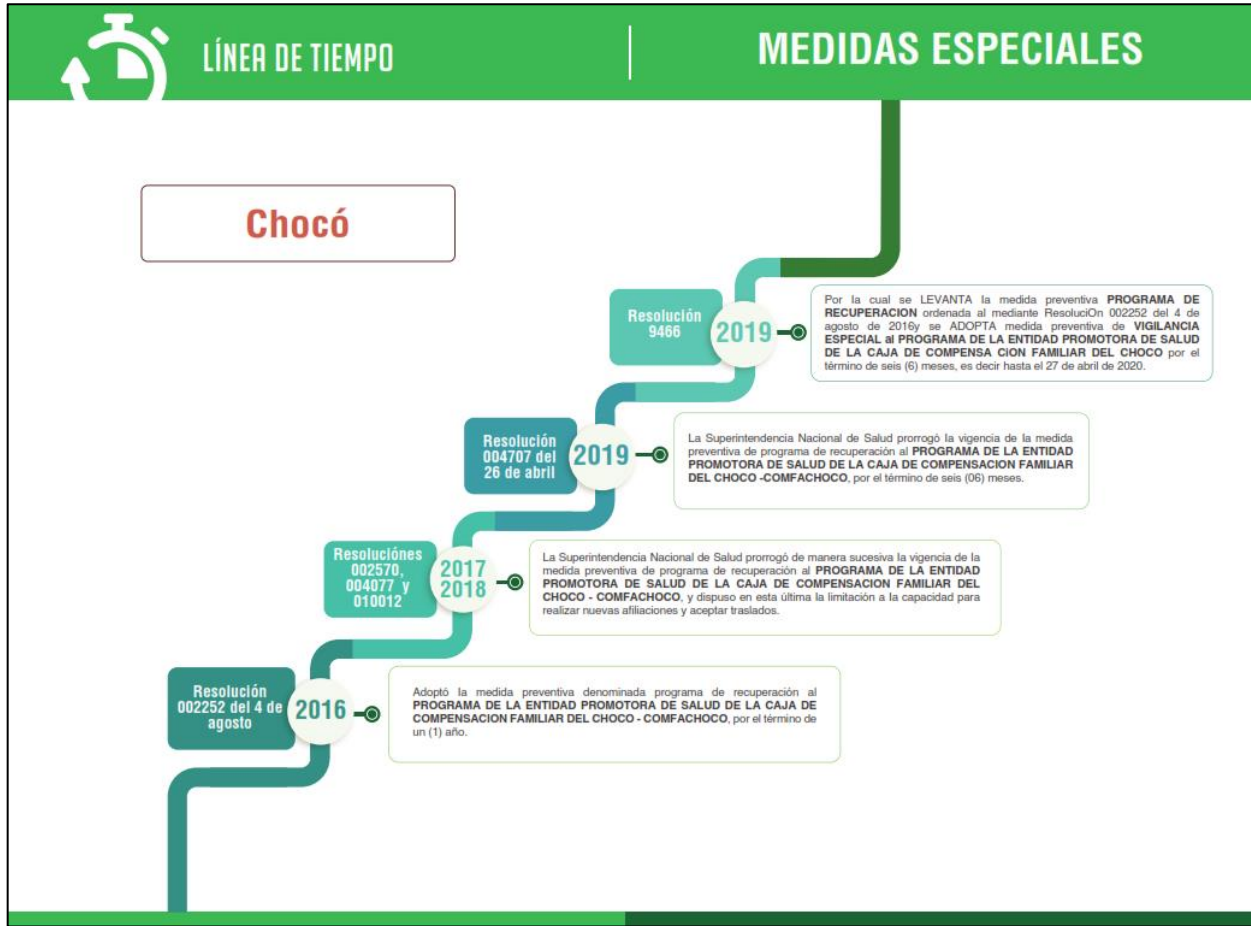 LÍNEA DE TIEMPO
MEDIDAS ESPECIALES
Chocó
Resolución
9466
2019
Por la cual se LEVANTA la medida preventiva PROGRAMA DE
RECUPERACION ordenada al mediante ResoluciOn 002252 del 4 de
agosto de 2016y se ADOPTA medida preventiva de VIGILANCIA
ESPECIAL al PROGRAMA DE LA ENTIDAD PROMOTORA DE SALUD
DE LA CAJA DE COMPENSA CION FAMILIAR DEL CHOCO por el
término de seis (6) meses, es decir hasta el 27 de abril de 2020.
Resolución
004707 del
26 de abril
2019
La Superintendencia Nacional de Salud prorrogò la vigencia de la medida
preventiva de programa de recuperación al PROGRAMA DE LA ENTIDAD
PROMOTORA DE SALUD DE LA CAJA DE COMPENSACION FAMILIAR
DEL CHOCO -COMFACHOCO, por el término de seis (06) meses.
Resoluciónes
002570,
004077 y
010012
2017
2018
La Superintendencia Nacional de Salud prorrogó de manera sucesiva la vigencia de la
medida preventiva de programa de recuperación al PROGRAMA DE LA ENTIDAD
PROMOTORA DE SALUD DE LA CAJA DE COMPENSACION FAMILIAR DEL
CHOCO - COMFACHOCO, y dispuso en esta última la limitación a la capacidad para
realizar nuevas afiliaciones y aceptar traslados.
Resolución
002252 del 4 de
agosto
2016
Adoptó la medida preventiva denominada programa de recuperación al
PROGRAMA DE LA ENTIDAD PROMOTORA DE SALUD DE LA CAJA DE
COMPENSACION FAMILIAR DEL CHOCO - COMFACHOCO, por el término de
un (1) año.